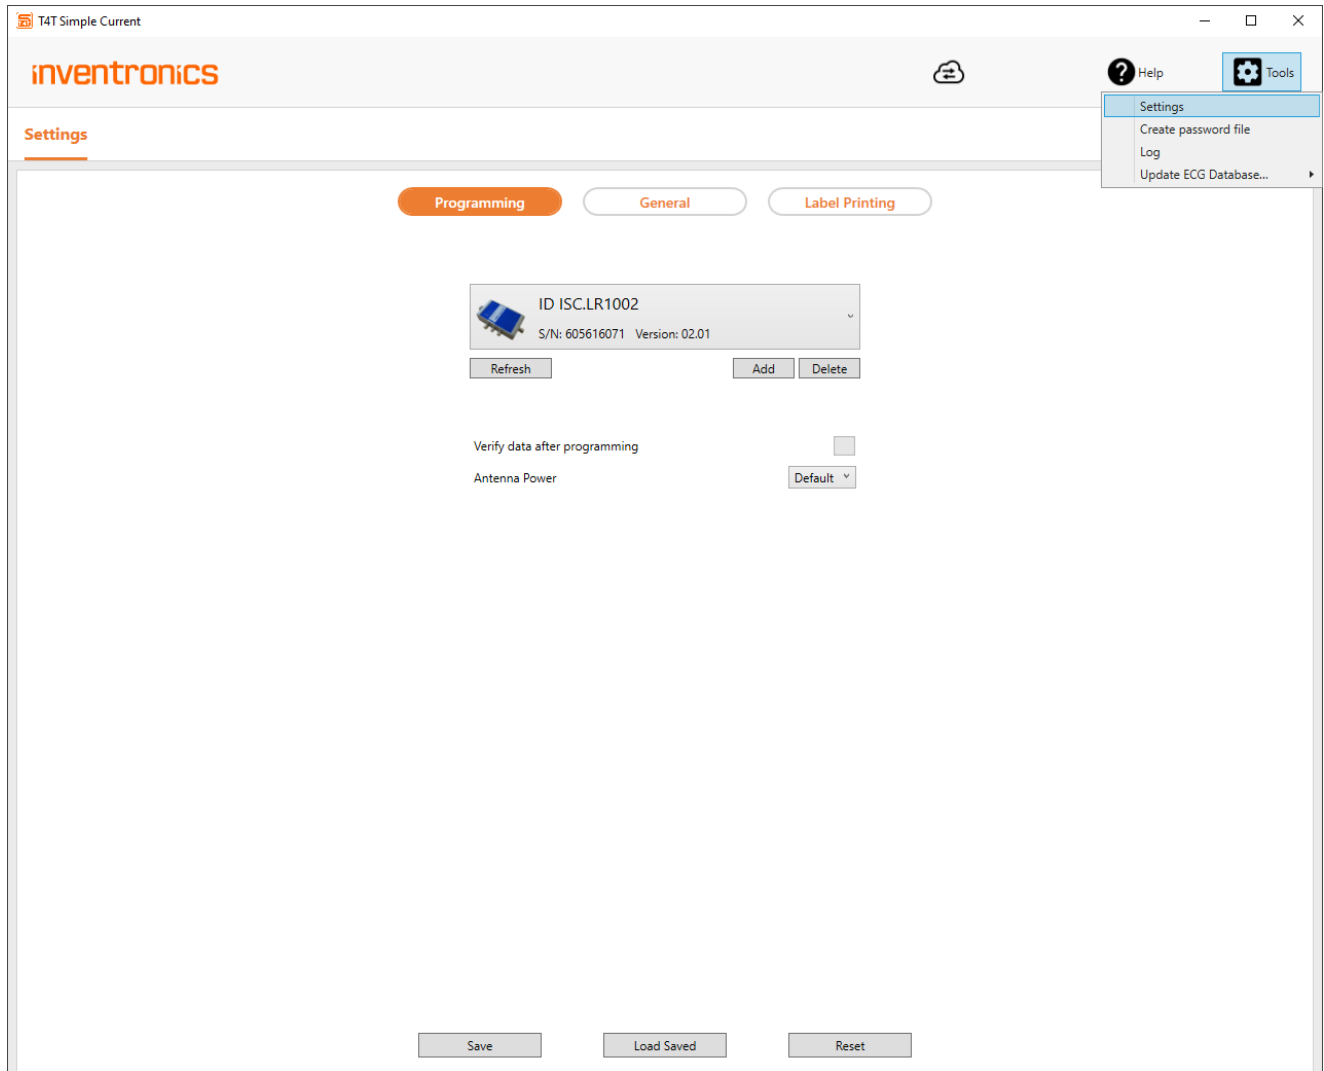 T4T Simple Current
inventronics
Help
Tools
Settings
Create password file
Log
Update ECG Database...
Settings
Programming
General
Label Printing
ID ISC.LR1002
S/N: 605616071 Version: 02.01
Refresh
Add
Delete
Verify data after programming
Antenna Power
Default
Save
Load Saved
Reset